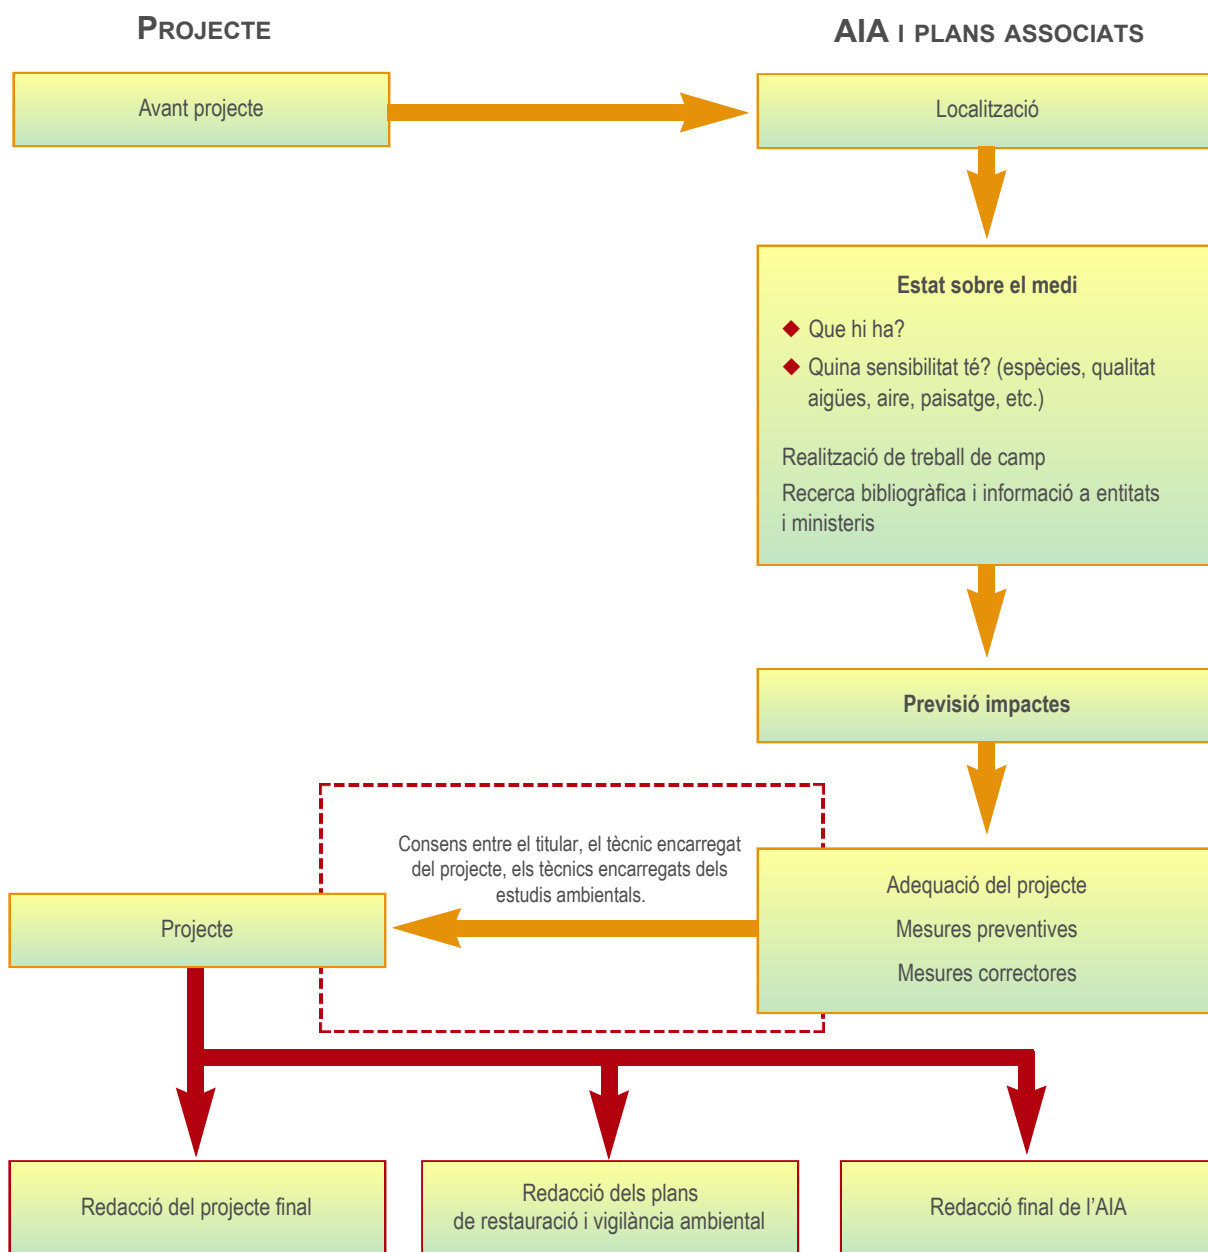 PROJECTE
AIA I PLANS ASSOCIATS
Avant projecte
Localització
Estat sobre el medi
Que hi ha?
Quina sensibilitat té? (espècies, qualitat
aigües, aire, paisatge, etc.)
Realització de treball de camp
Recerca bibliogràfica i informació a entitats
i ministeris
Previsió impactes
Consens entre el titular, el tècnic encarregat
del projecte, els tècnics encarregats dels
estudis ambientals.
Adequació del projecte
Mesures preventives
Mesures correctores
Projecte
Redacció del projecte final
Redacció dels plans
de restauració i vigilància ambiental
Redacció final de l’AIA